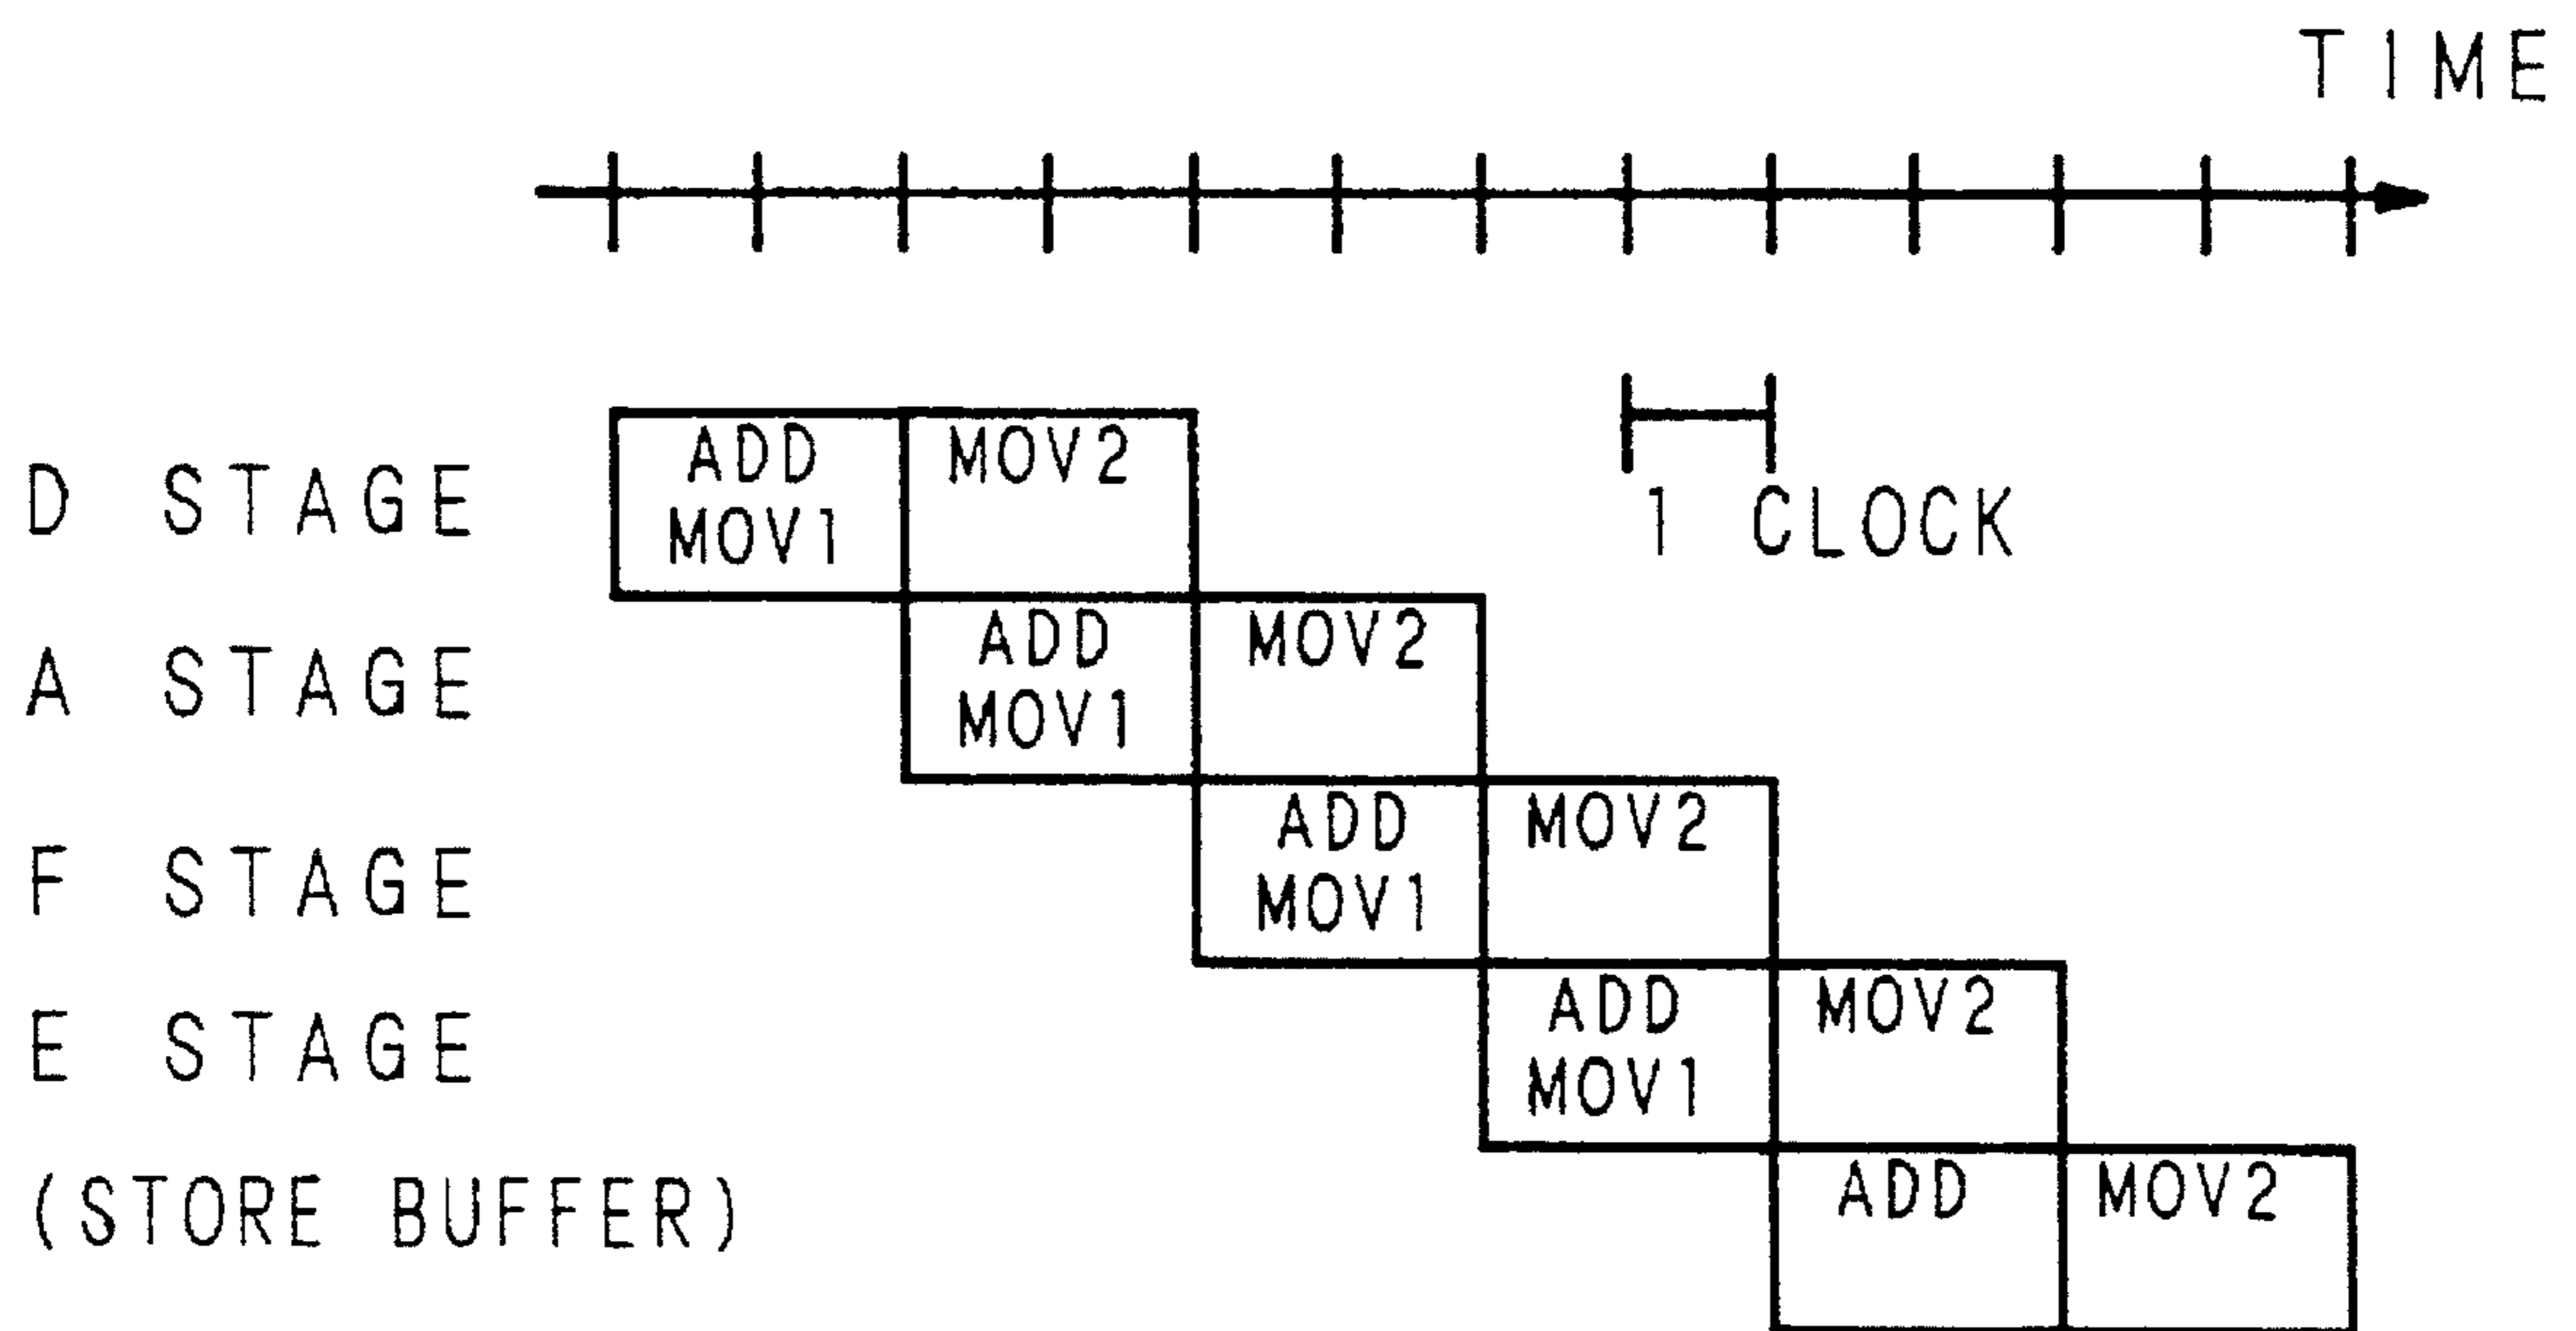 TIME
1 CLOCK
D STAGE
ADD MOV2
MOV1
A STAGE
ADD MOV2
MOV1
F STAGE
ADD MOV2
MOV1
E STAGE
ADD MOV2
MOV1
(STORE BUFFER)
ADD MOV2